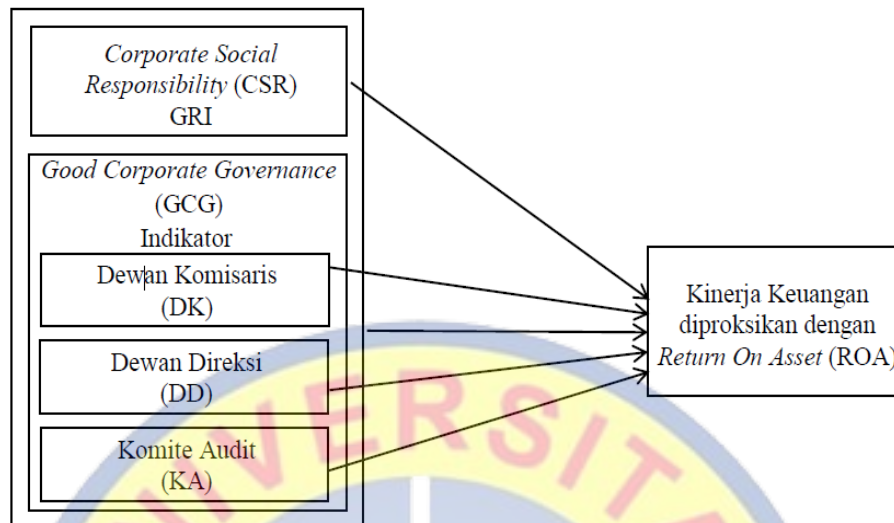 Corporate Social
Responsibility (CSR)
GRI
Good Corporate Governance
(GCG)
Indikator
Dewan Komisaris
(DK)
Dewan Direksi
(DD)
Komite Audit
(KA)
Kinerja Keuangan
diproksikan dengan
Return On Asset (ROA)